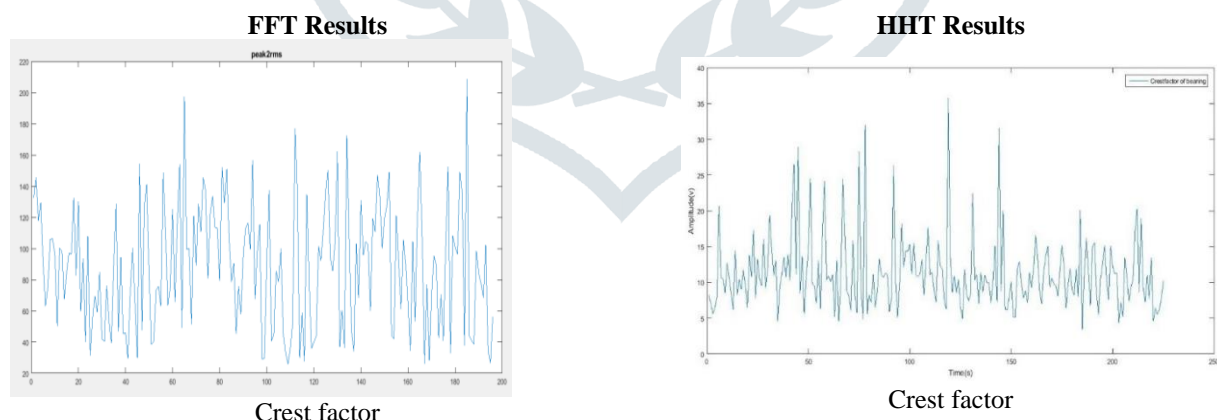 FFT Results
peak2rms
220
200
180
160
140
120
100
80
60
40
20
0 20 40 60 80 100 120 140 160 180 200
Crest factor
HHT Results
40
35
30
25
20
15
10
5
0
Amplitude(v)
Crestfactor of bearing
0 50 100 150 200 250
Time(s)
Crest factor